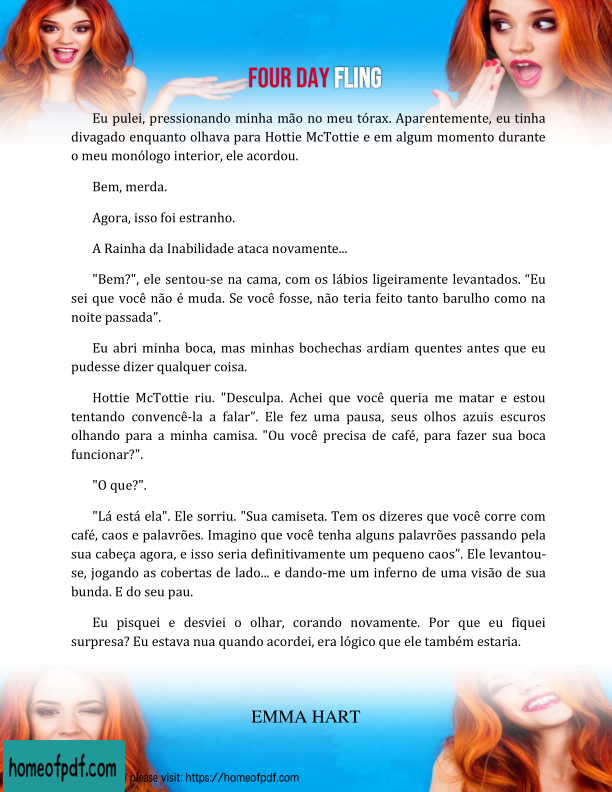 FOUR DAY FLING
Eu pulei, pressionando minha mão no meu tórax. Aparentemente, eu tinha
divagado enquanto olhava para Hottie McTottie e em algum momento durante
o meu monólogo interior, ele acordou.
Bem, merda.
Agora, isso foi estranho.
A Rainha da Inabilidade ataca novamente...
"Bem?", ele sentou-se na cama, com os lábios ligeiramente levantados. “Eu
sei que você não é muda. Se você fosse, não teria feito tanto barulho como na
noite passada”.
Eu abri minha boca, mas minhas bochechas ardiam quentes antes que eu
pudesse dizer qualquer coisa.
Hottie McTottie riu. "Desculpa. Achei que você queria me matar e estou
tentando convencê-la a falar”. Ele fez uma pausa, seus olhos azuis escuros
olhando para a minha camisa. "Ou você precisa de café, para fazer sua boca
funcionar?".
"O que?".
"Lá está ela". Ele sorriu. "Sua camiseta. Tem os dizeres que você corre com
café, caos e palavrões. Imagino que você tenha alguns palavrões passando pela
sua cabeça agora, e isso seria definitivamente um pequeno caos”. Ele levantou-
se, jogando as cobertas de lado... e dando-me um inferno de uma visão de sua
bunda. E do seu pau.
Eu pisquei e desviei o olhar, corando novamente. Por que eu fiquei
surpresa? Eu estava nua quando acordei, era lógico que ele também estaria.
EMMA HART
homeofpdf.com
please visit: https://homeofpdf.com